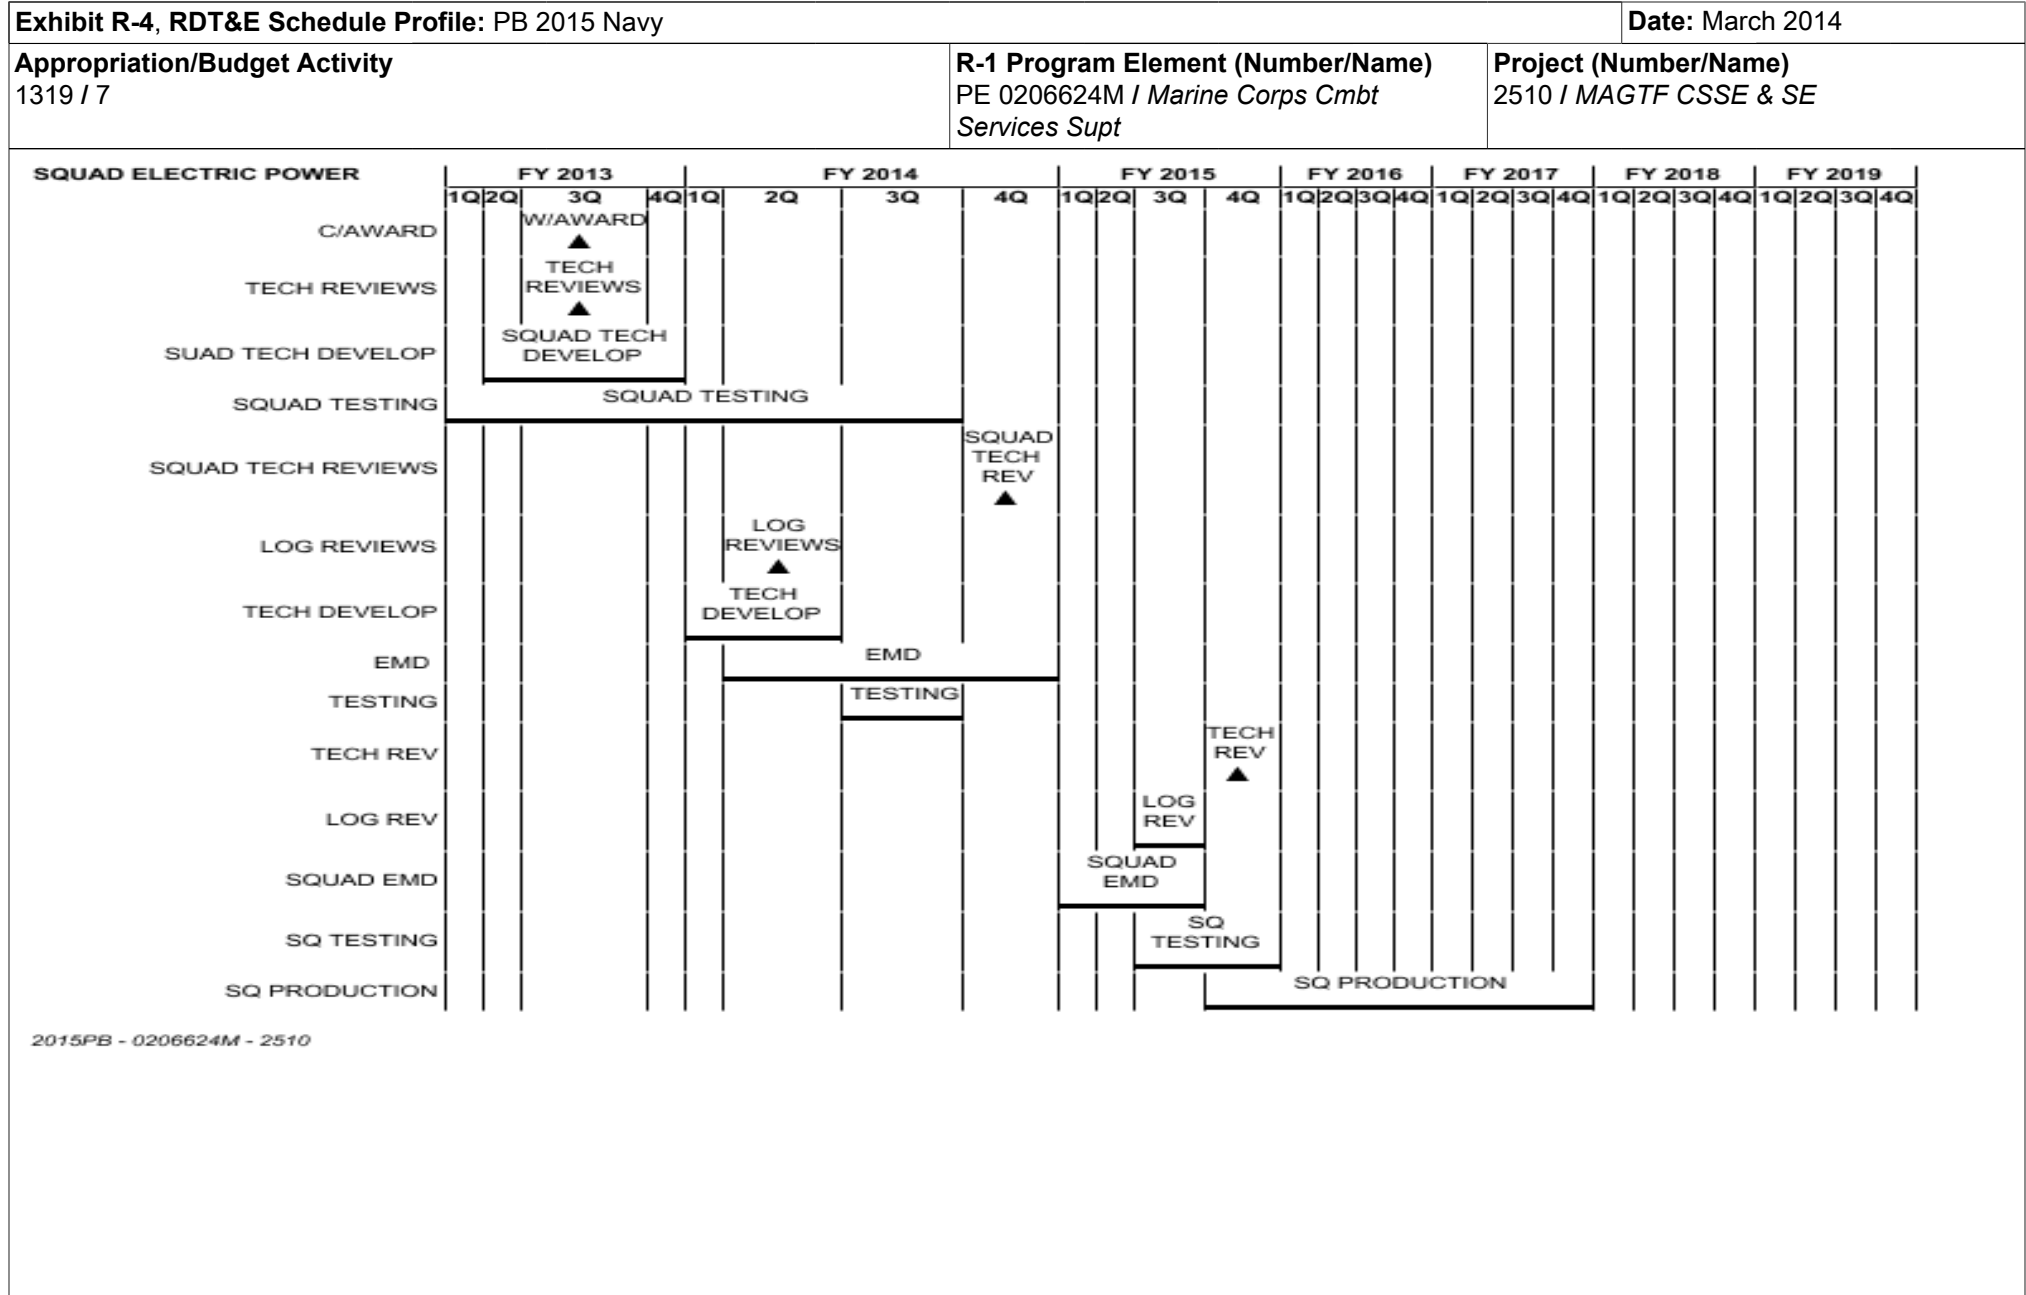 Exhibit R-4, RDT&E Schedule Profile: PB 2015 Navy
Date: March 2014
Appropriation/Budget Activity
1319 / 7
R-1 Program Element (Number/Name)
PE 0206624M / Marine Corps Cmbt
Services Supt
Project (Number/Name)
2510 / MAGTF CSSE & SE
SQUAD ELECTRIC POWER
FY 2013 FY 2014 FY 2015 FY 2016 FY 2017 FY 2018 FY 2019
1Q 2Q 3Q 4Q 1Q 2Q 3Q 4Q 1Q 2Q 3Q 4Q 1Q 2Q 3Q 4Q 1Q 2Q 3Q 4Q 1Q 2Q 3Q 4Q 1Q 2Q 3Q 4Q
C/AWARD
W/AWARD
TECH REVIEWS
TECH
REVIEWS
SUAD TECH DEVELOP
SQUAD TECH
DEVELOP
SQUAD TESTING
SQUAD TESTING
SQUAD TECH REVIEWS
SQUAD
TECH
REV
LOG REVIEWS
LOG
REVIEWS
TECH DEVELOP
TECH
DEVELOP
EMD
EMD
TESTING
TESTING
TECH REV
TECH
REV
LOG REV
LOG
REV
SQUAD EMD
SQUAD
EMD
SQ TESTING
SQ
TESTING
SQ PRODUCTION
SQ PRODUCTION
2015PB - 0206624M - 2510